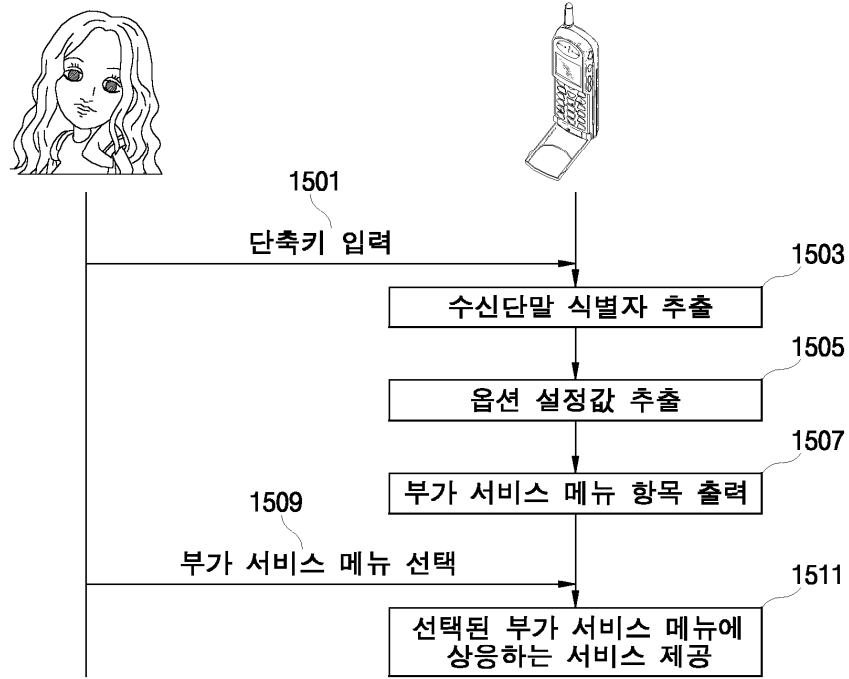 1501
단축키 입력
1503
수신단말 식별자 추출
1505
옵션 설정값 추출
1507
부가 서비스 메뉴 항목 출력
1509
부가 서비스 메뉴 선택
1511
선택된 부가 서비스 메뉴에
상응하는 서비스 제공